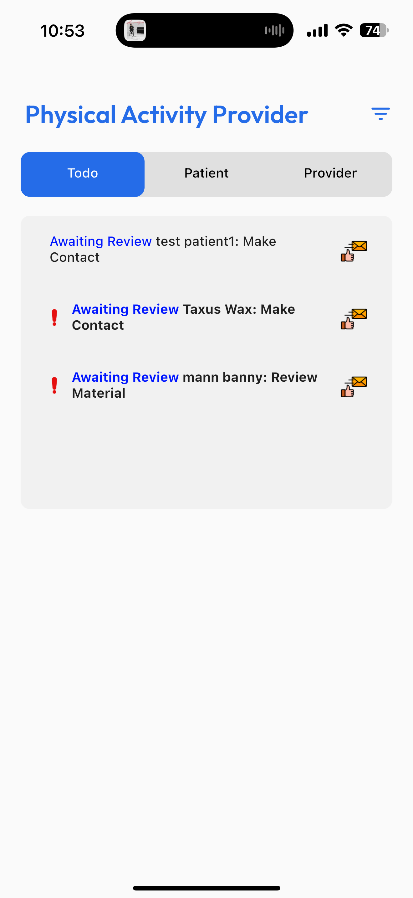 10:53
74
Physical Activity Provider
Todo
Patient
Provider
Awaiting Review test patient1: Make
Contact
Awaiting Review Taxus Wax: Make
Contact
Awaiting Review mann banny: Review
Material